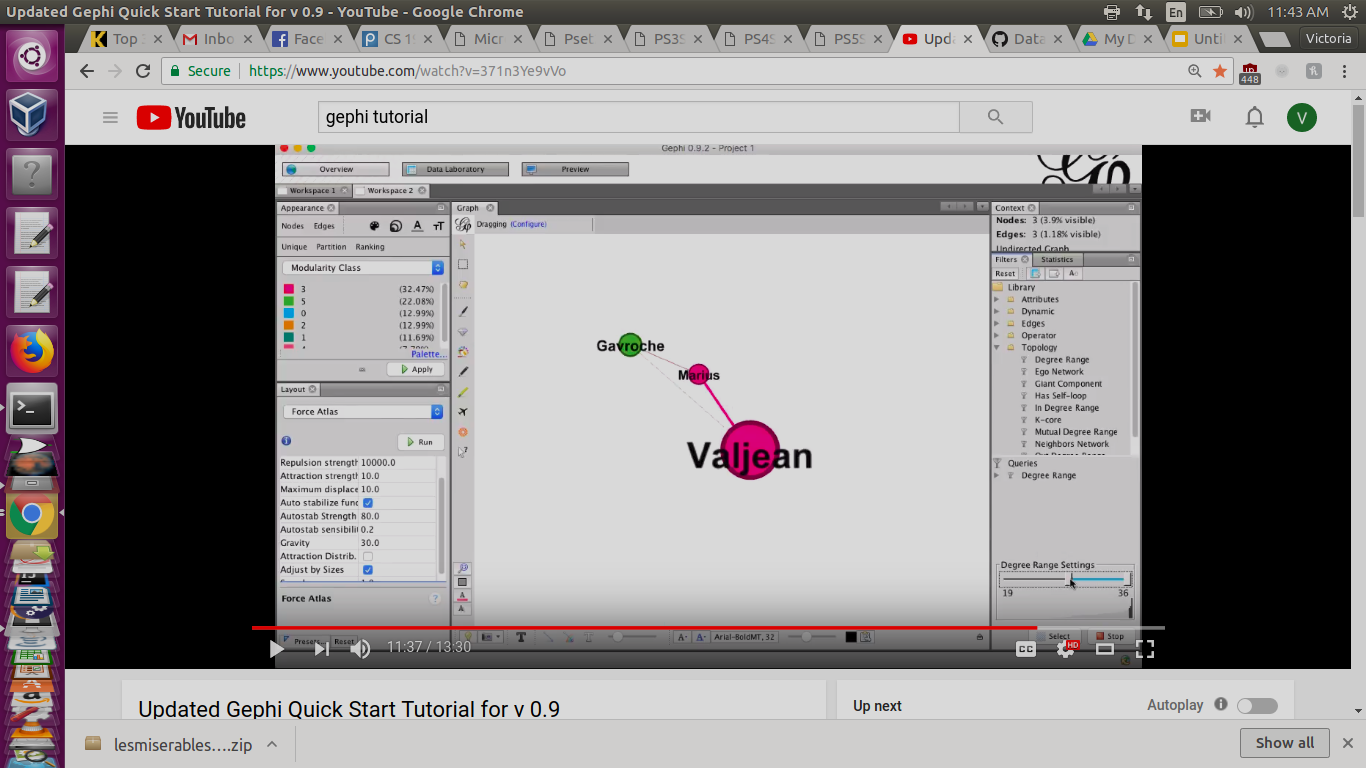 Updated Gephi Quick Start Tutorial for v 0.9 - YouTube - Google Chrome
En
11:43 AM
Top
Inbo
Face
CS 1
Micr
Pset
PS3S
PS4S
PS5S
Upda
Data
My D
Unti
Victoria
Secure
https://www.youtube.com/watch?v=371n3Ye9vVo
448
YouTube
gephi tutorial
V
Gephi 0.9.2 - Project 1
Overview
Data Laboratory
Preview
Workspace 1
Workspace 2
Appearance
Nodes Edges
Unique Partition Ranking
Modularity Class
3 (32.47%)
5 (22.08%)
0 (12.99%)
2 (12.99%)
1 (11.69%)
Palette...
Apply
Layout
Force Atlas
Run
Repulsion strength 10000.0
Attraction strength 10.0
Maximum displace 10.0
Auto stabilize func
Autostab Strength 80.0
Autostab sensibili 0.2
Gravity 30.0
Attraction Distrib.
Adjust by Sizes
Force Atlas
Presets... Reset
Graph
Dragging (Configure)
Gavroche
Marius
Valjean
Arial-BoldMT, 32
Context
Nodes: 3 (3.9% visible)
Edges: 3 (1.18% visible)
Undirected Graph
Filters
Statistics
Reset
Library
Attributes
Dynamic
Edges
Operator
Topology
Degree Range
Ego Network
Giant Component
Has Self-loop
In Degree Range
K-core
Mutual Degree Range
Neighbors Network
Queries
Degree Range
Degree Range Settings
19
36
Select
Stop
11:37 / 13:30
CC
HD
Updated Gephi Quick Start Tutorial for v 0.9
Up next
Autoplay
lesmiserables....zip
Show all